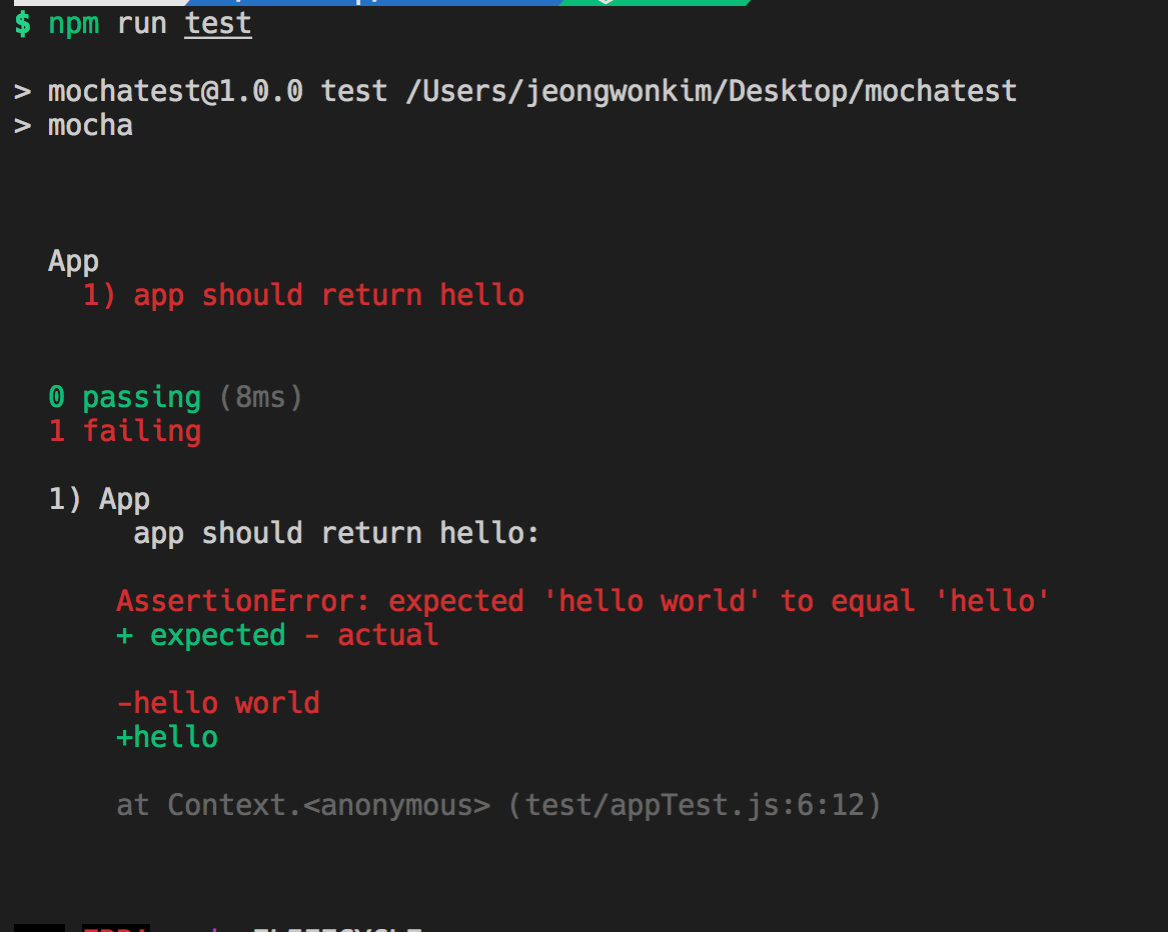 $ npm run test
> mochatest@1.0.0 test /Users/jeongwonkim/Desktop/mochatest
> mocha
App
1) app should return hello
0 passing (8ms)
1 failing
1) App
app should return hello:
AssertionError: expected 'hello world' to equal 'hello'
+ expected - actual
-hello world
+hello
at Context.<anonymous> (test/appTest.js:6:12)